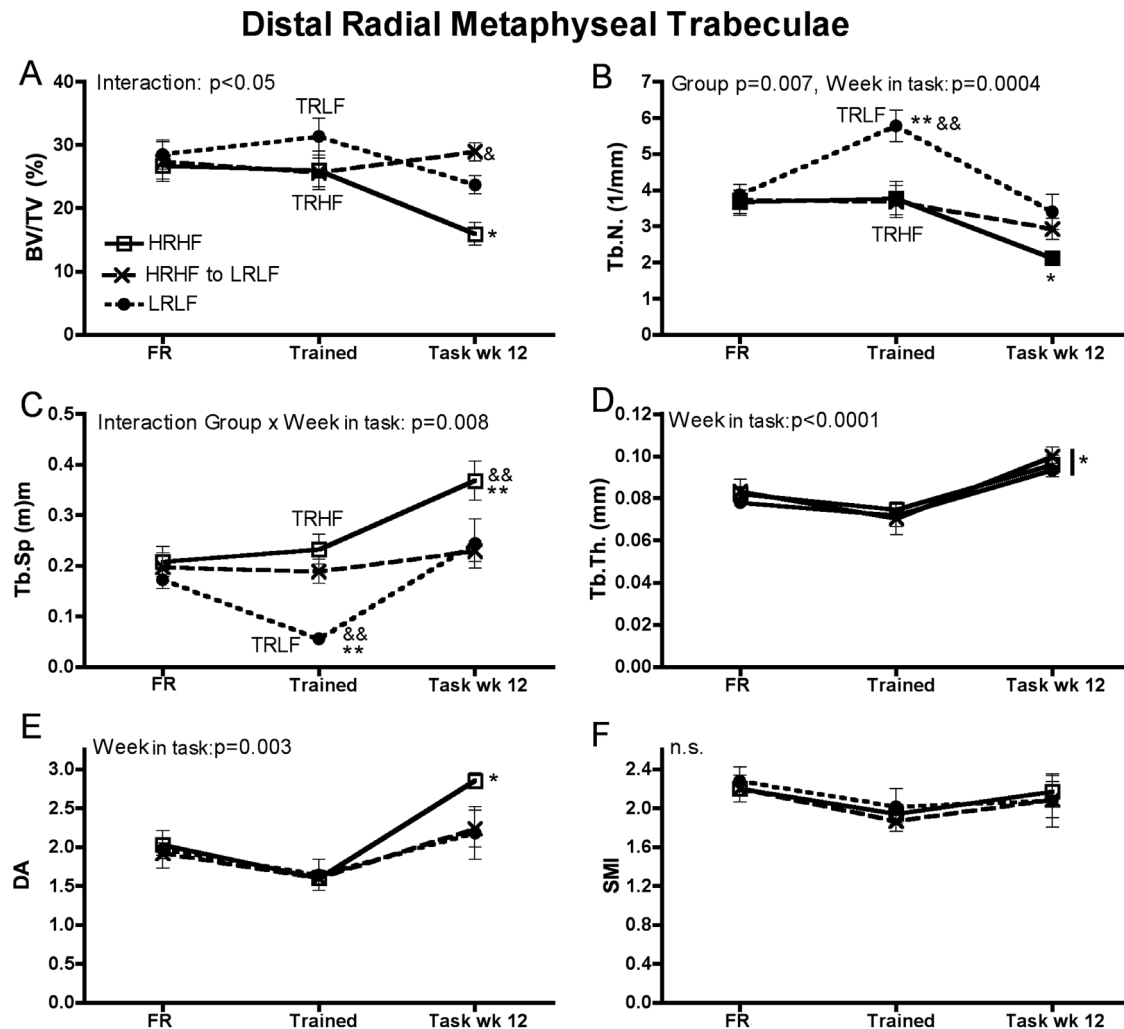 Distal Radial Metaphyseal Trabeculae
A
Interaction: p<0.05
40
30
20
10
0
BV/TV (%)
TRLF
TRHF
&
*
HRHF
HRHF to LRLF
LRLF
FR
Trained
Task wk 12
B
Group p=0.007, Week in task:p=0.0004
7
6
5
4
3
2
1
0
Tb.N. (1/mm)
TRLF
** &&
TRHF
*
FR
Trained
Task wk 12
C
Interaction Group x Week in task: p=0.008
0.5
0.4
0.3
0.2
0.1
0.0
Tb.Sp (m)m
TRHF
&&
**
TRLF
&&
**
FR
Trained
Task wk 12
D
Week in task:p<0.0001
0.12
0.10
0.08
0.06
0.04
0.02
0.00
Tb.Th. (mm)
*
FR
Trained
Task wk 12
E
Week in task:p=0.003
3.0
2.5
2.0
1.5
1.0
0.5
0.0
DA
*
FR
Trained
Task wk 12
F
n.s.
2.4
2.0
1.6
1.2
0.8
0.4
0.0
SMI
FR
Trained
Task wk 12